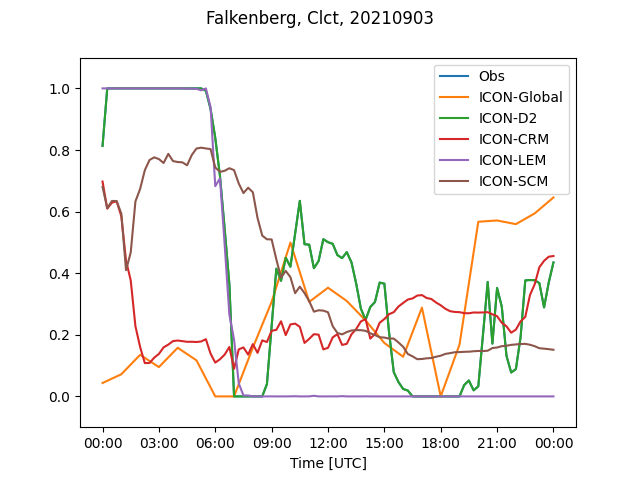 Falkenberg, Clct, 20210903
Obs
ICON-Global
ICON-D2
ICON-CRM
ICON-LEM
ICON-SCM
1.0
0.8
0.6
0.4
0.2
0.0
00:00 03:00 06:00 09:00 12:00 15:00 18:00 21:00 00:00
Time [UTC]